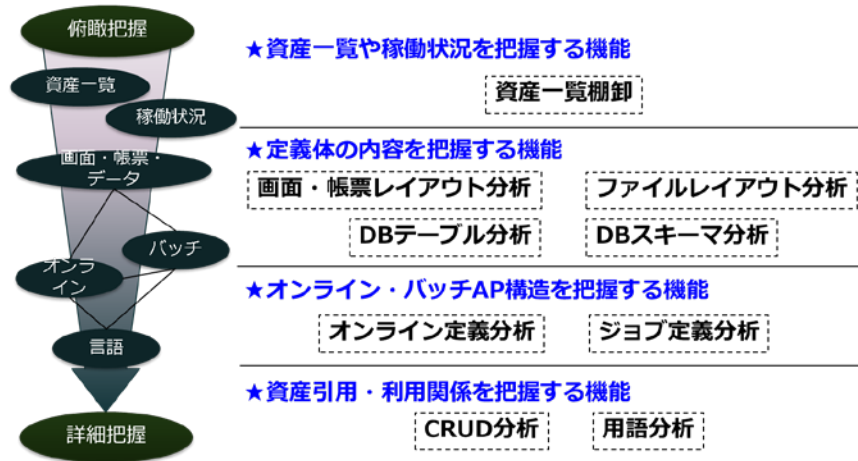 俯瞰把握
資産一覧
稼働状況
画面・帳票・
データ
バッチ
オンラ
イン
言語
詳細把握
★資産一覧や稼働状況を把握する機能
資産一覧棚卸
★定義体の内容を把握する機能
画面・帳票レイアウト分析
ファイルレイアウト分析
DBテーブル分析
DBスキーマ分析
★オンライン・バッチAP構造を把握する機能
オンライン定義分析
ジョブ定義分析
★資産引用・利用関係を把握する機能
CRUD分析
用語分析